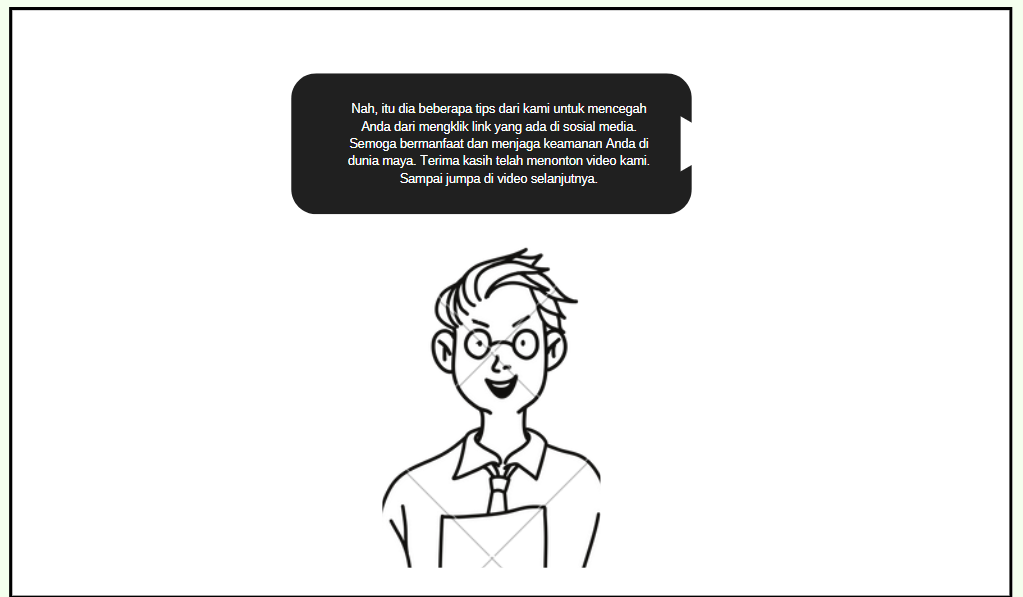 Nah, itu dia beberapa tips dari kami untuk mencegah
Anda dari mengklik link yang ada di sosial media.
Semoga bermanfaat dan menjaga keamanan Anda di
dunia maya. Terima kasih telah menonton video kami.
Sampai jumpa di video selanjutnya.